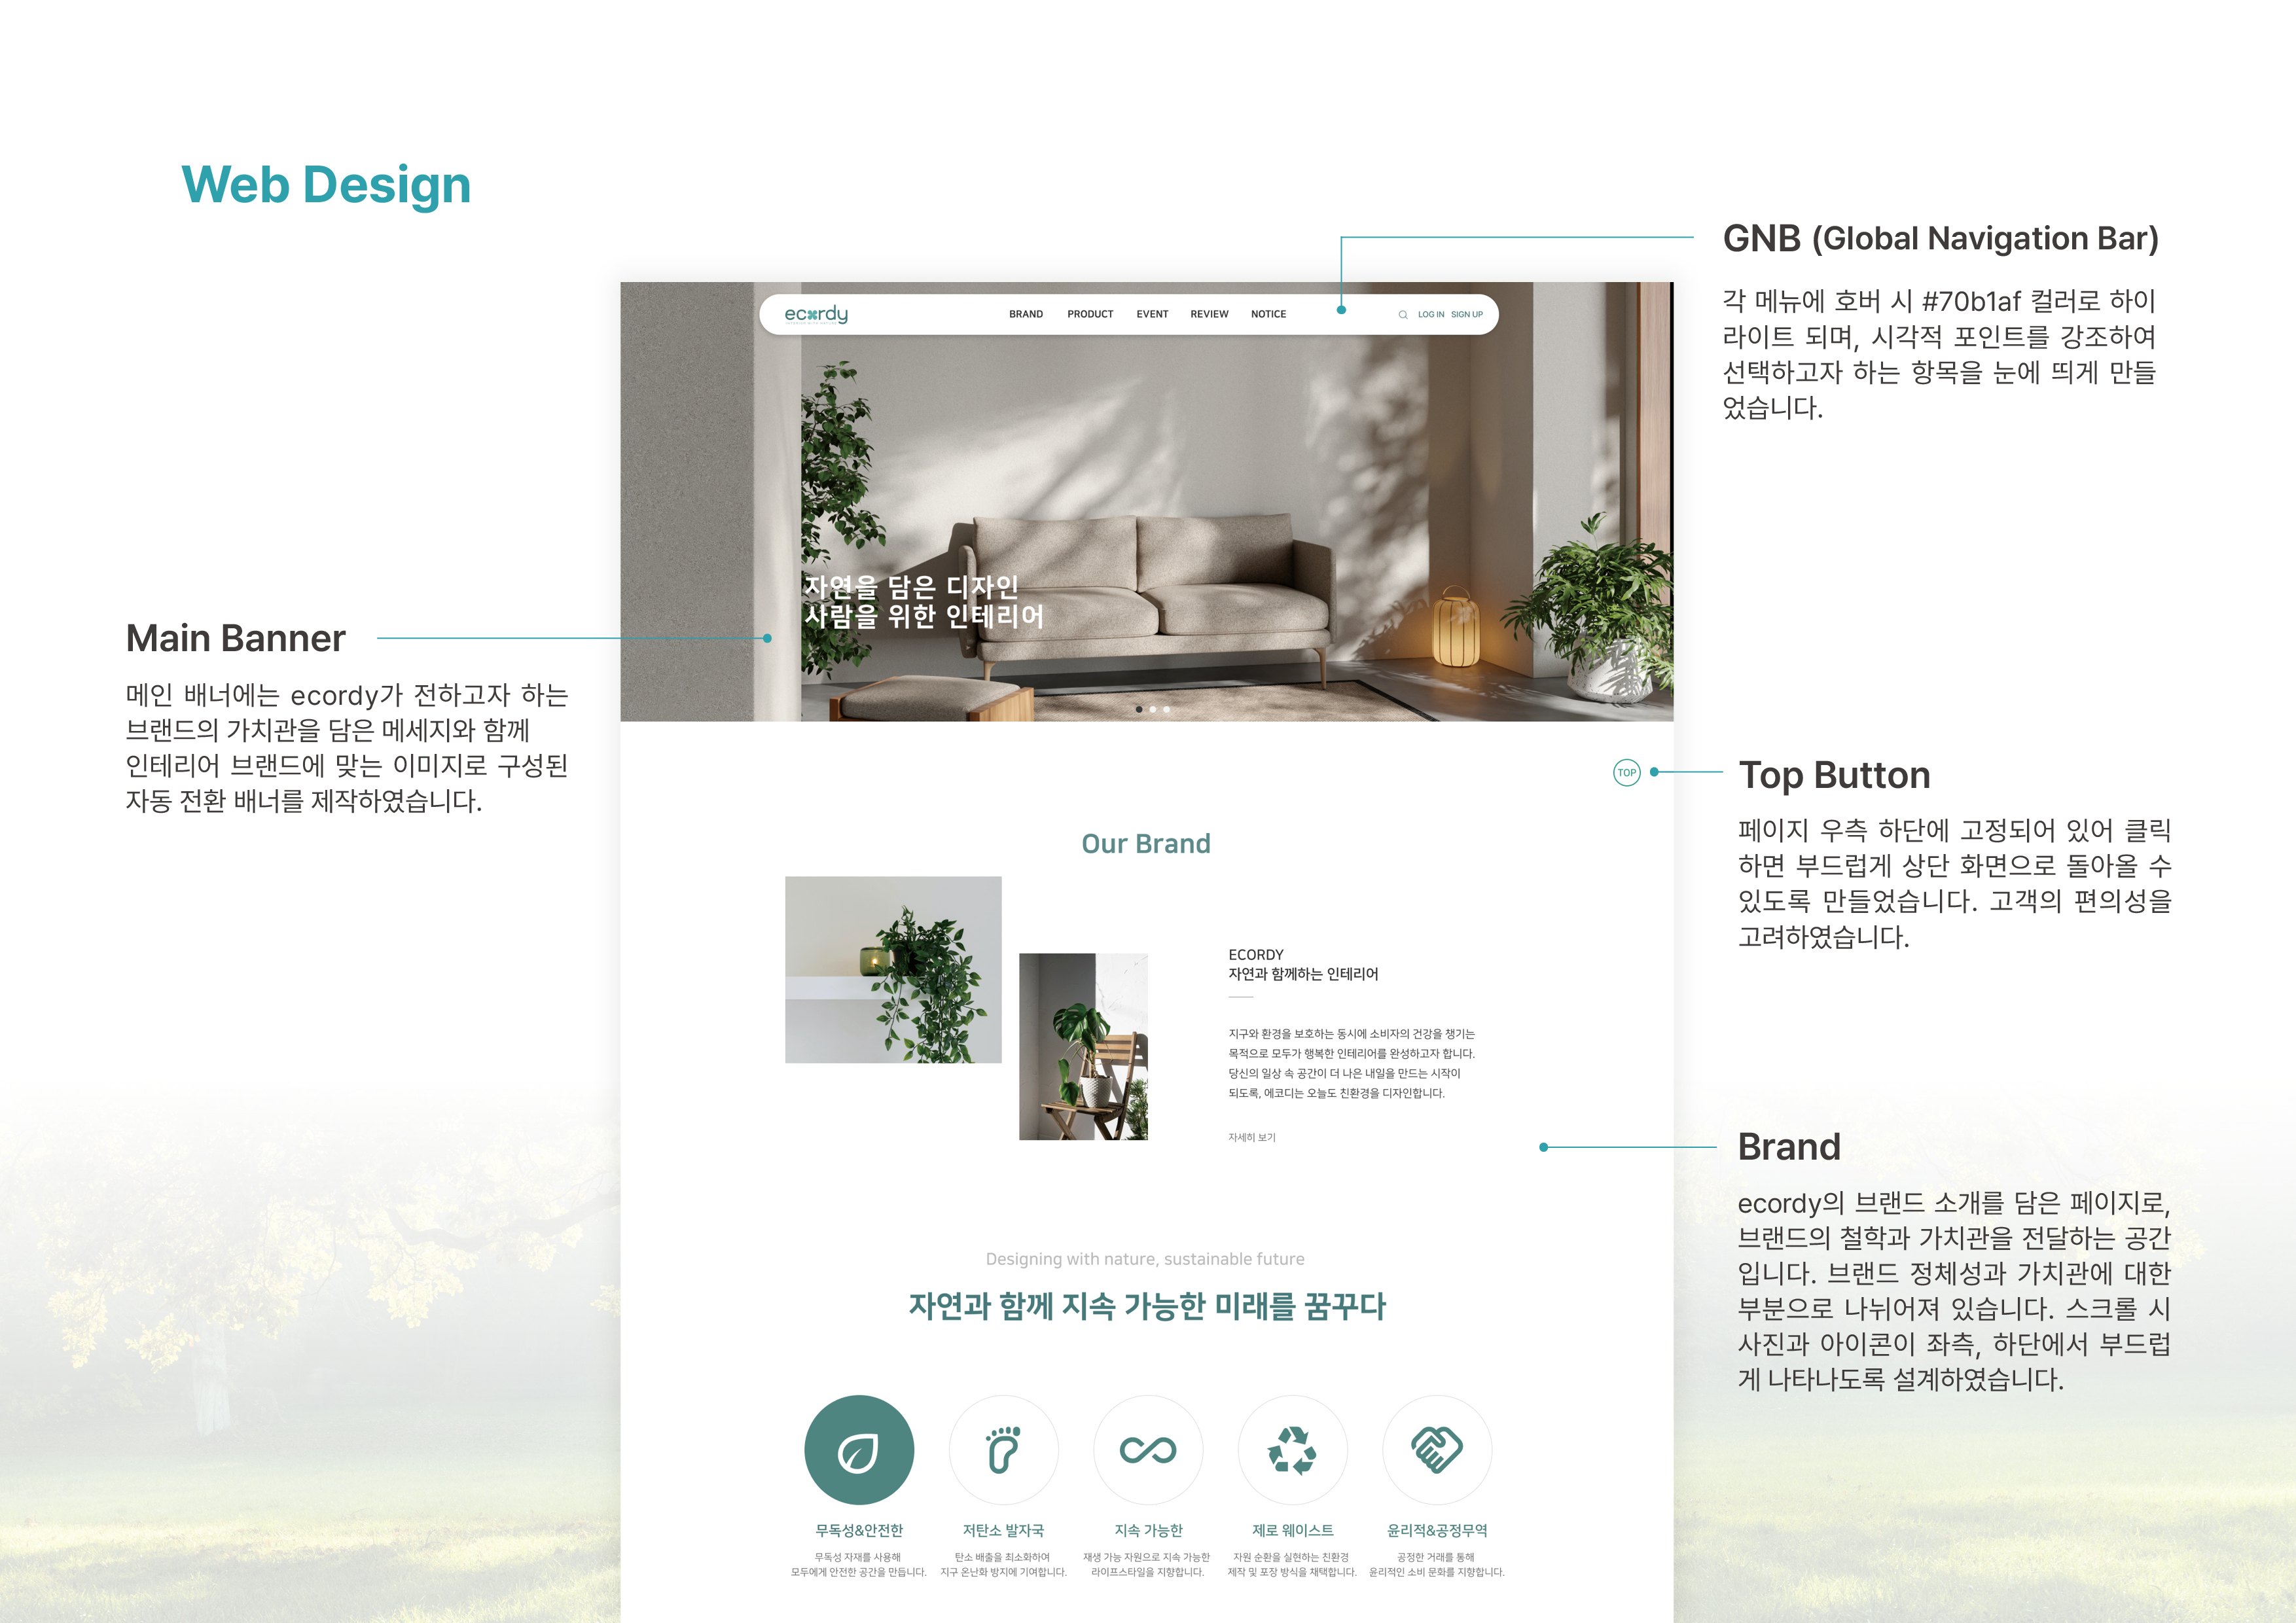 Web Design
GNB (Global Navigation Bar)
각 메뉴에 호버 시 #70b1af 컬러로 하이
라이트 되며, 시각적 포인트를 강조하여
선택하고자 하는 항목을 눈에 띄게 만들
었습니다.
ecordy
BRAND PRODUCT EVENT REVIEW NOTICE
LOG IN SIGN UP
자연을 담은 디자인
사람을 위한 인테리어
Main Banner
메인 배너에는 ecordy가 전하고자 하는
브랜드의 가치관을 담은 메세지와 함께
인테리어 브랜드에 맞는 이미지로 구성된
자동 전환 배너를 제작하였습니다.
TOP
Top Button
페이지 우측 하단에 고정되어 있어 클릭
하면 부드럽게 상단 화면으로 돌아올 수
있도록 만들었습니다. 고객의 편의성을
고려하였습니다.
Our Brand
ECORDY
자연과 함께하는 인테리어
지구와 환경을 보호하는 동시에 소비자의 건강을 챙기는
목적으로 모두가 행복한 인테리어를 완성하고자 합니다.
당신의 일상 속 공간이 더 나은 내일을 만드는 시작이
되도록, 에코디는 오늘도 친환경을 디자인합니다.
자세히 보기
Brand
ecordy의 브랜드 소개를 담은 페이지로,
브랜드의 철학과 가치관을 전달하는 공간
입니다. 브랜드 정체성과 가치관에 대한
부분으로 나뉘어져 있습니다. 스크롤 시
사진과 아이콘이 좌측, 하단에서 부드럽
게 나타나도록 설계하였습니다.
Designing with nature, sustainable future
자연과 함께 지속 가능한 미래를 꿈꾸다
무독성&안전한
무독성 자재를 사용해
모두에게 안전한 공간을 만듭니다.
저탄소 발자국
탄소 배출을 최소화하여
지구 온난화 방지에 기여합니다.
지속 가능한
재생 가능 자원으로 지속 가능한
라이프스타일을 지향합니다.
제로 웨이스트
자원 순환을 실현하는 친환경
제작 및 포장 방식을 채택합니다.
윤리적&공정무역
공정한 거래를 통해
윤리적인 소비 문화를 지향합니다.